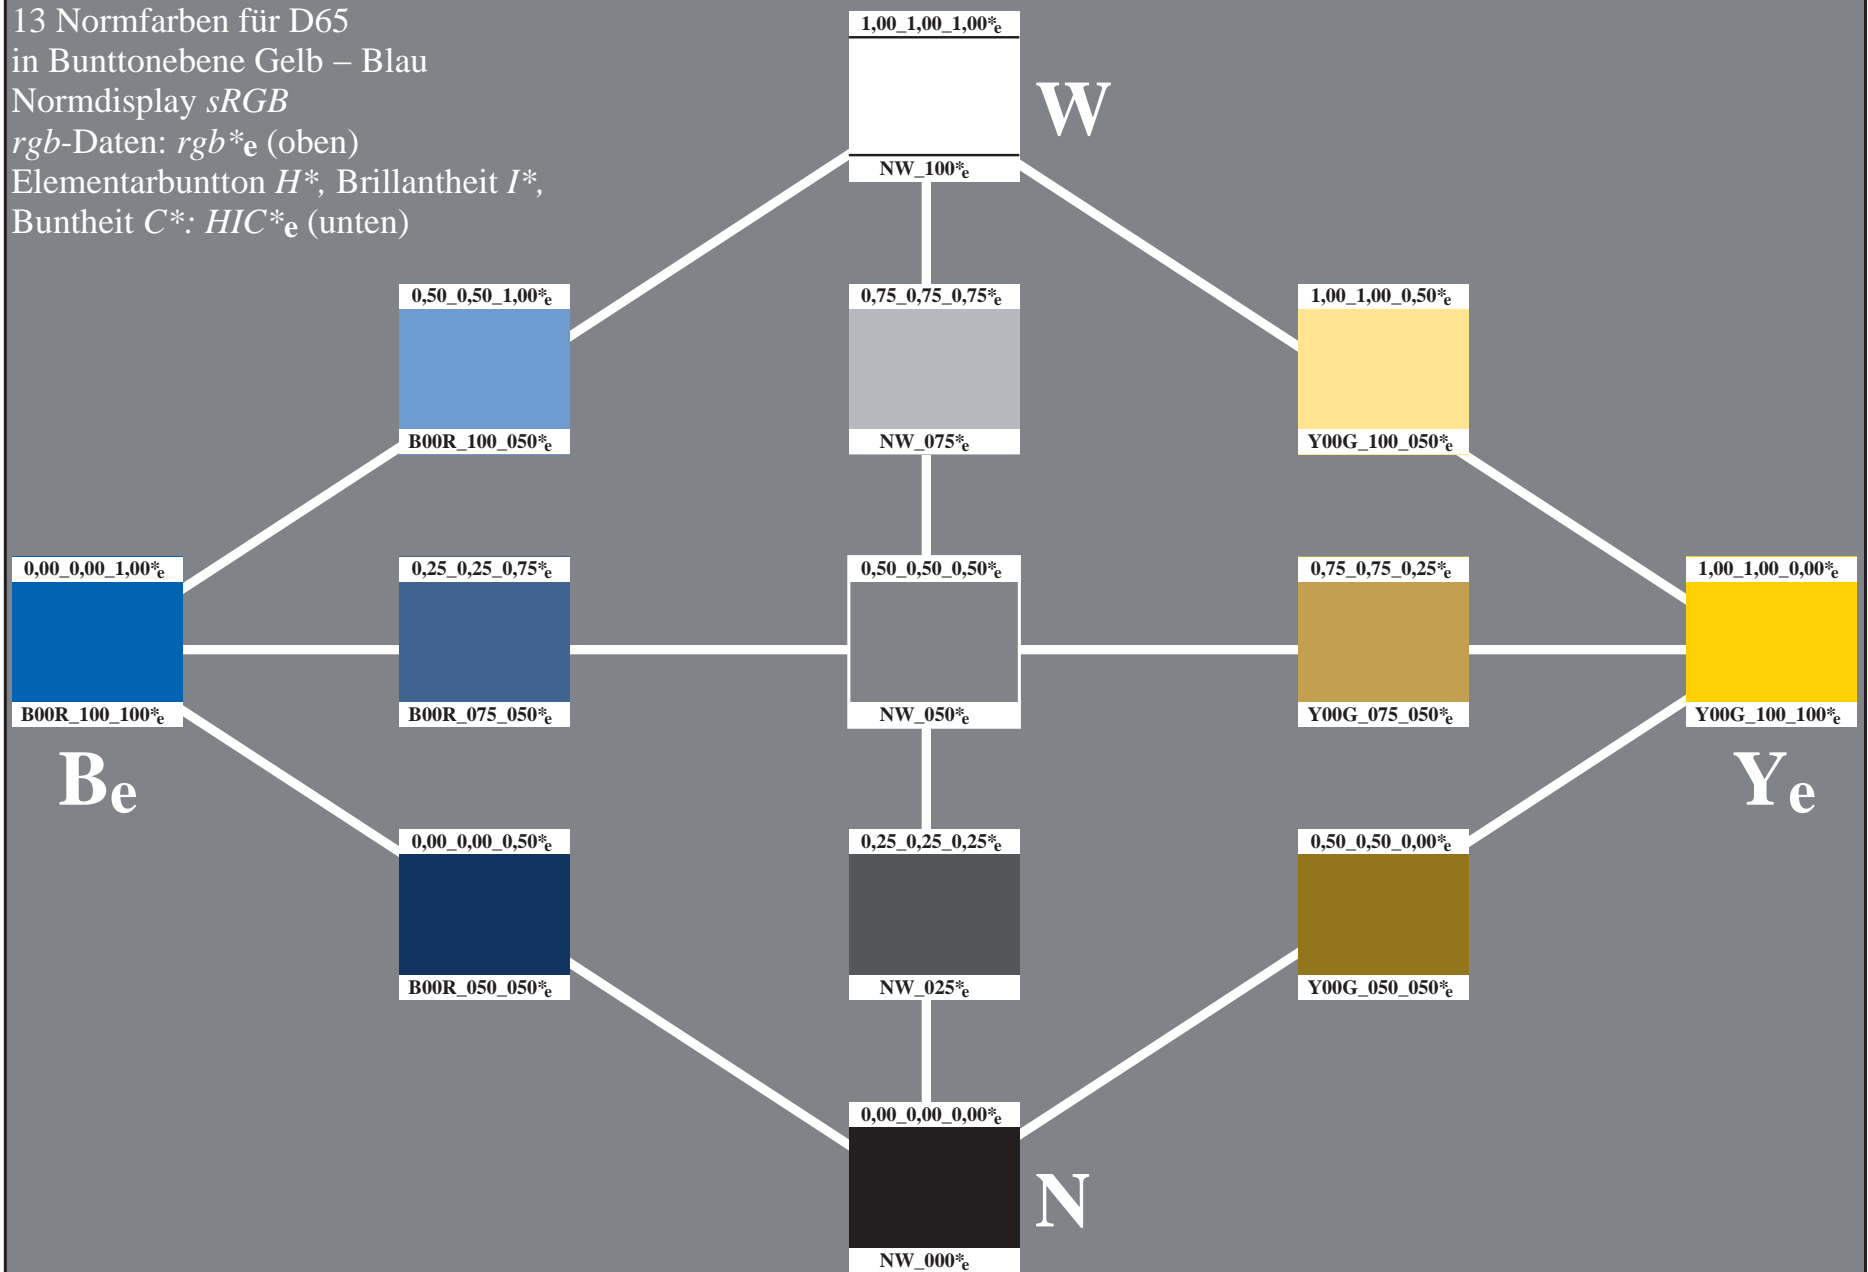 13 Normfarben für D65
in Bunttonebene Gelb – Blau
Normdisplay sRGB
rgb-Daten: rgb*e (oben)
Elementarbuntton H*, Brillantheit I*,
Buntheit C*: HIC*e (unten)
1,00_1,00_1,00*e
W
NW_100*e
0,50_0,50_1,00*e
0,75_0,75_0,75*e
1,00_1,00_0,50*e
B00R_100_050*e
NW_075*e
Y00G_100_050*e
0,00_0,00_1,00*e
0,25_0,25_0,75*e
0,50_0,50_0,50*e
0,75_0,75_0,25*e
1,00_1,00_0,00*e
B00R_100_100*e
B00R_075_050*e
NW_050*e
Y00G_075_050*e
Y00G_100_100*e
Be
Ye
0,00_0,00_0,50*e
0,25_0,25_0,25*e
0,50_0,50_0,00*e
B00R_050_050*e
NW_025*e
Y00G_050_050*e
0,00_0,00_0,00*e
N
NW_000*e